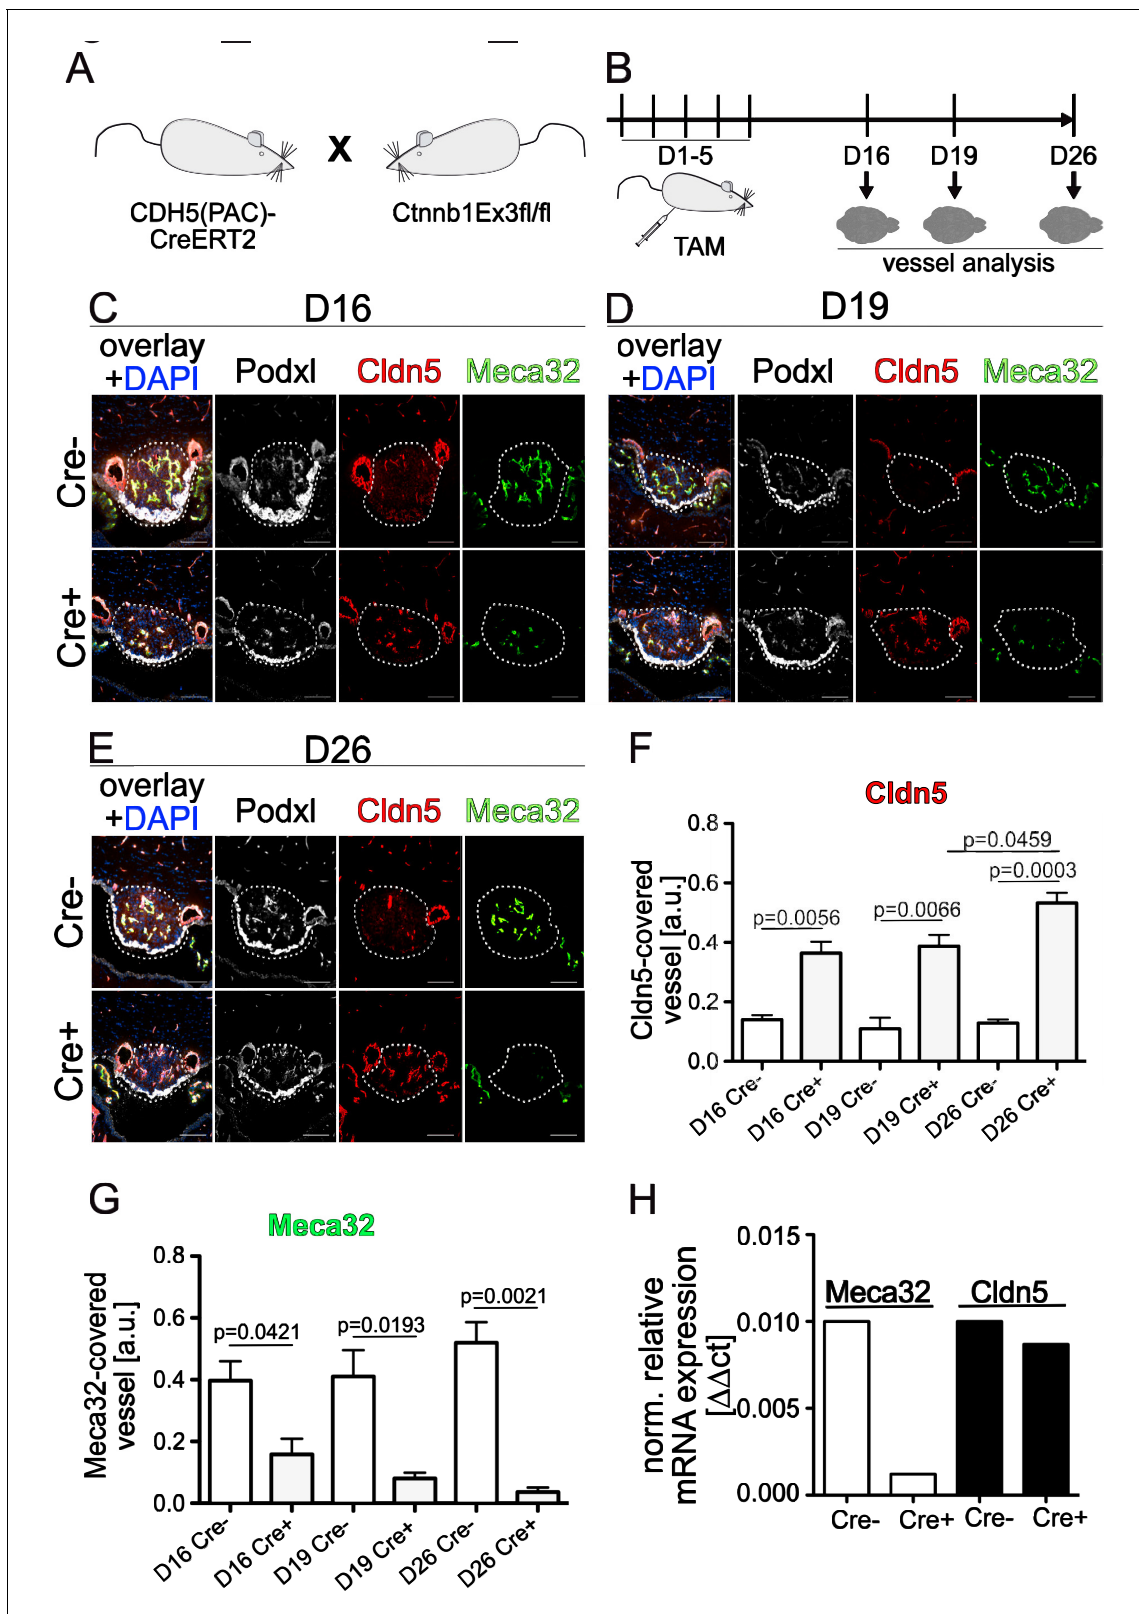 A
B
X
CDH5(PAC)-
CreERT2
Ctnnb1Ex3fl/fl
D1-5
D16
D19
D26
TAM
vessel analysis
C
D16
D
D19
overlay
+DAPI
Podxl
Cldn5
Meca32
overlay
+DAPI
Podxl
Cldn5
Meca32
Cre-
Cre+
E
D26
overlay
+DAPI
Podxl
Cldn5
Meca32
Cre-
Cre+
F
Cldn5
Cldn5-covered
vessel [a.u.]
0.8
0.6
0.4
0.2
0.0
p=0.0056
p=0.0066
p=0.0459
p=0.0003
D16 Cre-
D16 Cre+
D19 Cre-
D19 Cre+
D26 Cre-
D26 Cre+
G
Meca32
Meca32-covered
vessel [a.u.]
0.8
0.6
0.4
0.2
0.0
p=0.0421
p=0.0193
p=0.0021
D16 Cre-
D16 Cre+
D19 Cre-
D19 Cre+
D26 Cre-
D26 Cre+
H
norm. relative
mRNA expression
[ΔΔct]
0.015
0.010
0.005
0.000
Meca32
Cldn5
Cre-
Cre+
Cre-
Cre+